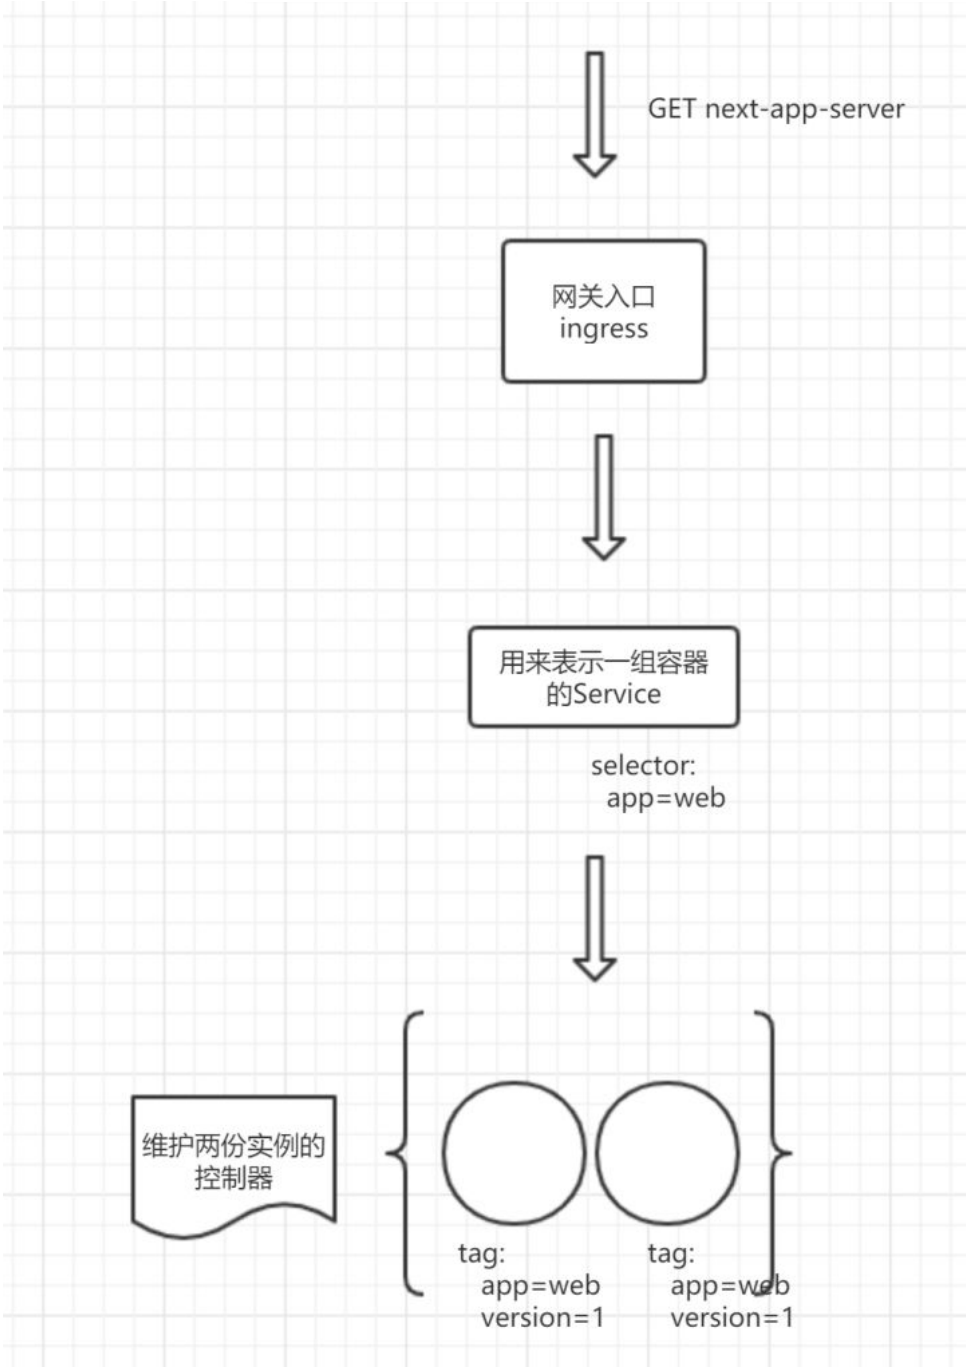 GET next-app-server
网关入口
ingress
用来表示一组容器
的Service
selector:
app=web
维护两份实例的
控制器
tag:
app=web
version=1
tag:
app=web
version=1